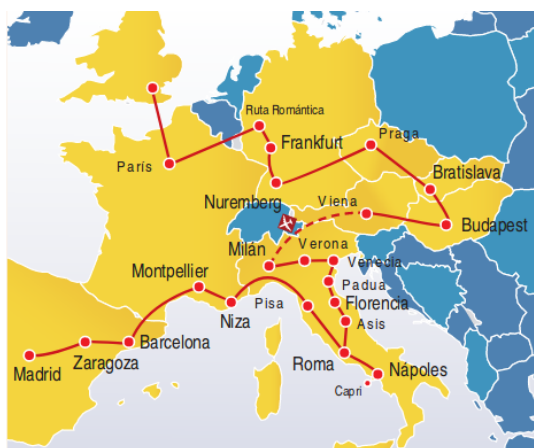 Ruta Romántica
Frankfurt
Praga
París
Bratislava
Nuremberg
Viena
Budapest
Milán
Verona
Venecia
Montpellier
Padua
Pisa
Florencia
Niza
Asis
Barcelona
Zaragoza
Madrid
Roma
Nápoles
Capri